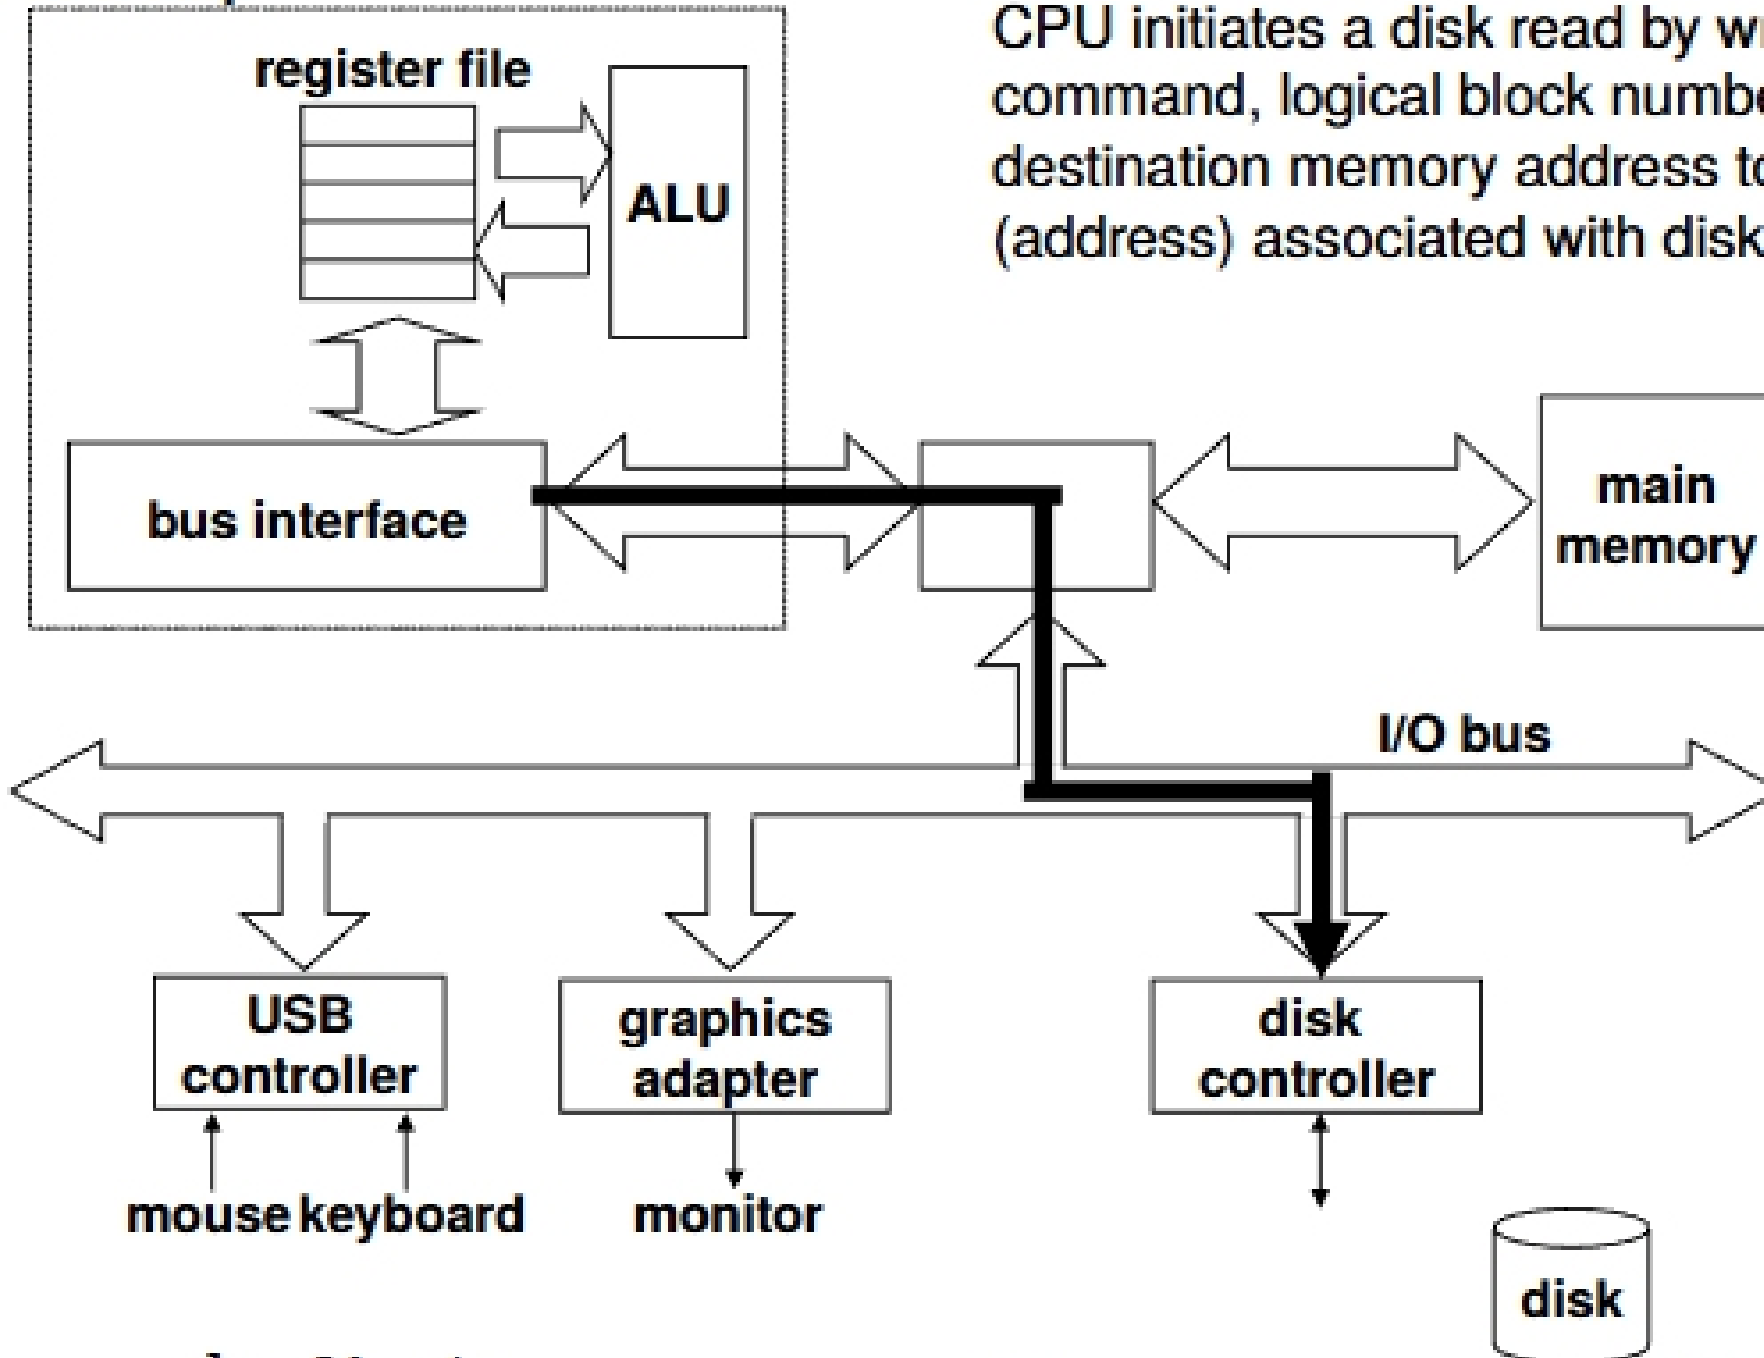 CPU initiates a disk read by
command, logical block
destination memory address
(address) associated with disk
register file
ALU
bus interface
main
memory
I/O bus
USB
controller
graphics
adapter
disk
controller
mouse keyboard
monitor
disk